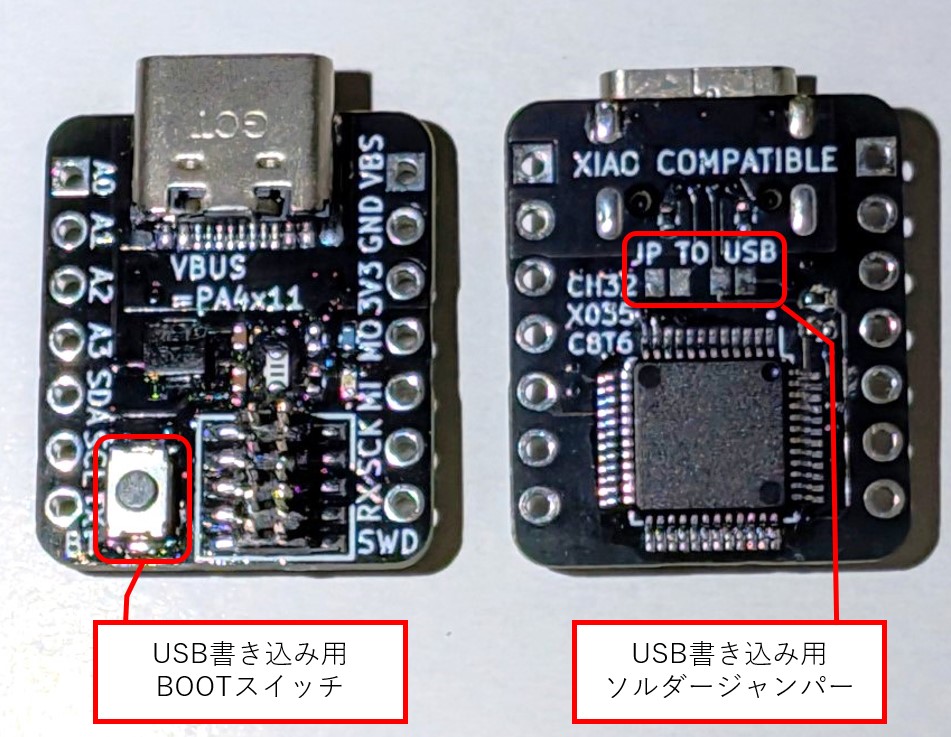 GCT
A0
A1
A2
A3
SDA
VBS
GND
3V3
MO
MI
RX/SCK
VBUS
=PA4x11
SWD
XIAO COMPATIBLE
JP TO USB
CH32
X035
C8T6
USB書き込み用
BOOTスイッチ
USB書き込み用
ソルダージャンパー